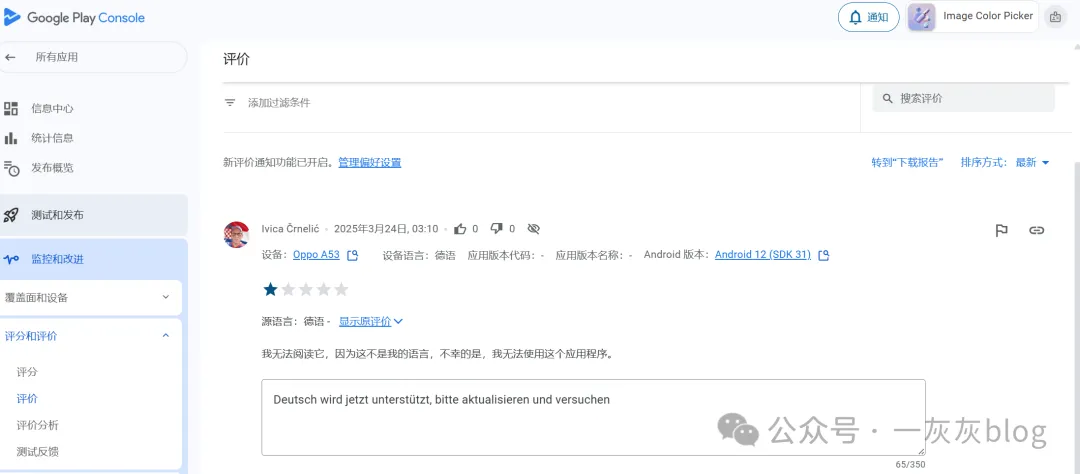 Google Play Console
通知
Image Color Picker
所有应用
评价
添加过滤条件
搜索评价
信息中心
统计信息
发布概览
新评价通知功能已开启。管理偏好设置
转到“下载报告” 排序方式: 最新
测试和发布
监控和改进
Ivica Črnelić · 2025年3月24日, 03:10 · 0 0
设备: Oppo A53 设备语言: 德语 应用版本代码: - 应用版本名称: - Android 版本: Android 12 (SDK 31)
覆盖面和设备
评分和评价
源语言: 德语 - 显示原评价
我无法阅读它，因为这不是我的语言，不幸的是，我无法使用这个应用程序。
评分
评价
评价分析
测试反馈
Deutsch wird jetzt unterstützt, bitte aktualisieren und versuchen
公众号 · 一灰灰blog
65/350